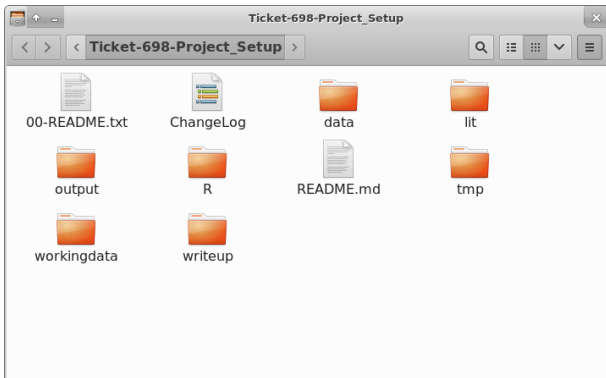 Ticket-698-Project_Setup
Ticket-698-Project_Setup
00-README.txt ChangeLog data lit
output R README.md tmp
workingdata writeup